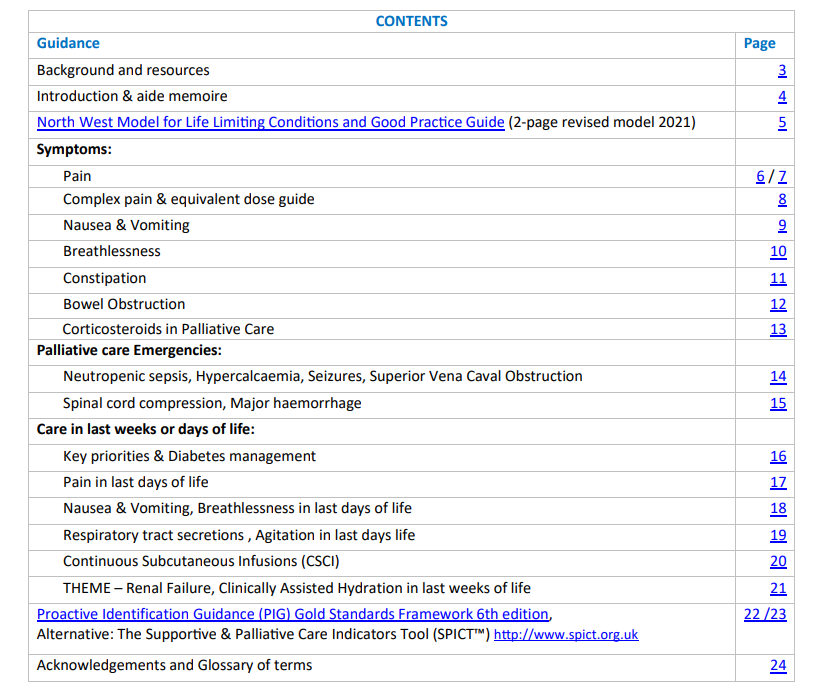 CONTENTS
Guidance Page
Background and resources 3
Introduction & aide memoire 4
North West Model for Life Limiting Conditions and Good Practice Guide (2-page revised model 2021) 5
Symptoms:
Pain 6 / 7
Complex pain & equivalent dose guide 8
Nausea & Vomiting 9
Breathlessness 10
Constipation 11
Bowel Obstruction 12
Corticosteroids in Palliative Care 13
Palliative care Emergencies:
Neutropenic sepsis, Hypercalcaemia, Seizures, Superior Vena Caval Obstruction 14
Spinal cord compression, Major haemorrhage 15
Care in last weeks or days of life:
Key priorities & Diabetes management 16
Pain in last days of life 17
Nausea & Vomiting, Breathlessness in last days of life 18
Respiratory tract secretions , Agitation in last days life 19
Continuous Subcutaneous Infusions (CSCI) 20
THEME – Renal Failure, Clinically Assisted Hydration in last weeks of life 21
Proactive Identification Guidance (PIG) Gold Standards Framework 6th edition, 22 /23
Alternative: The Supportive & Palliative Care Indicators Tool (SPICT™) http://www.spict.org.uk
Acknowledgements and Glossary of terms 24